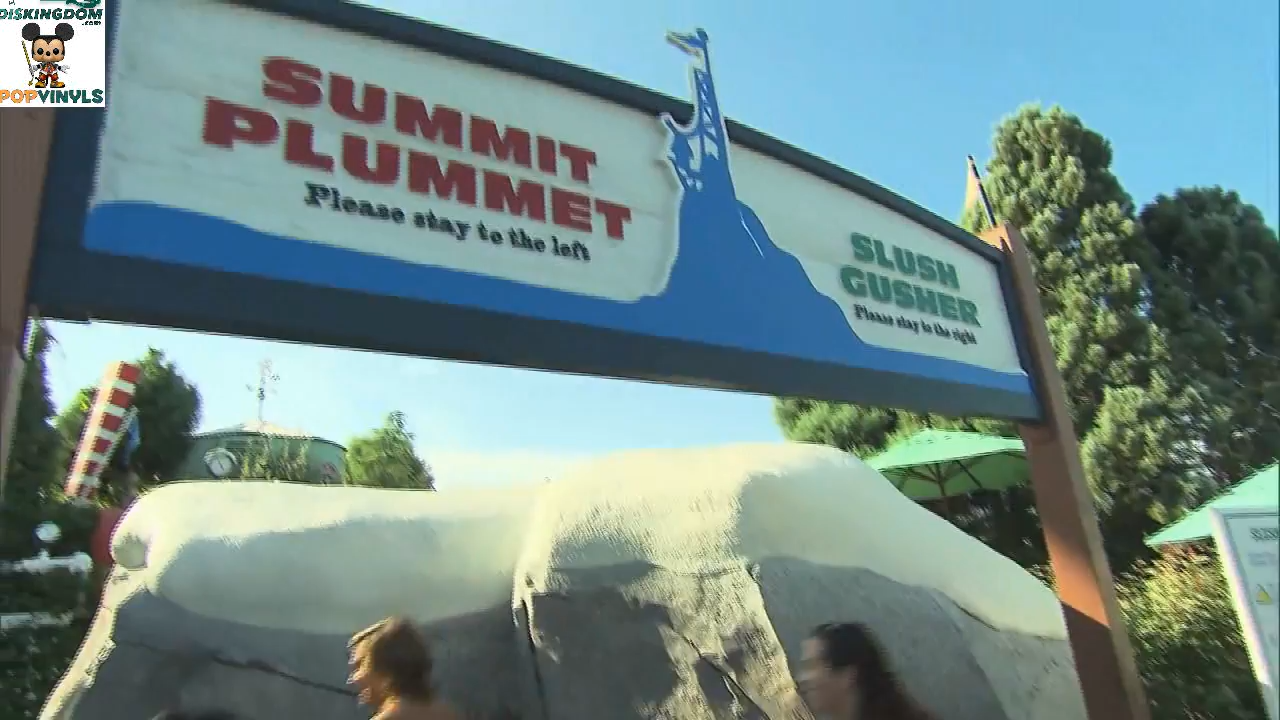 DISKINGDOM
.com
POPVINYLS
SUMMIT
PLUMMET
Please stay to the left
SLUSH
GUSHER
Please stay to the right